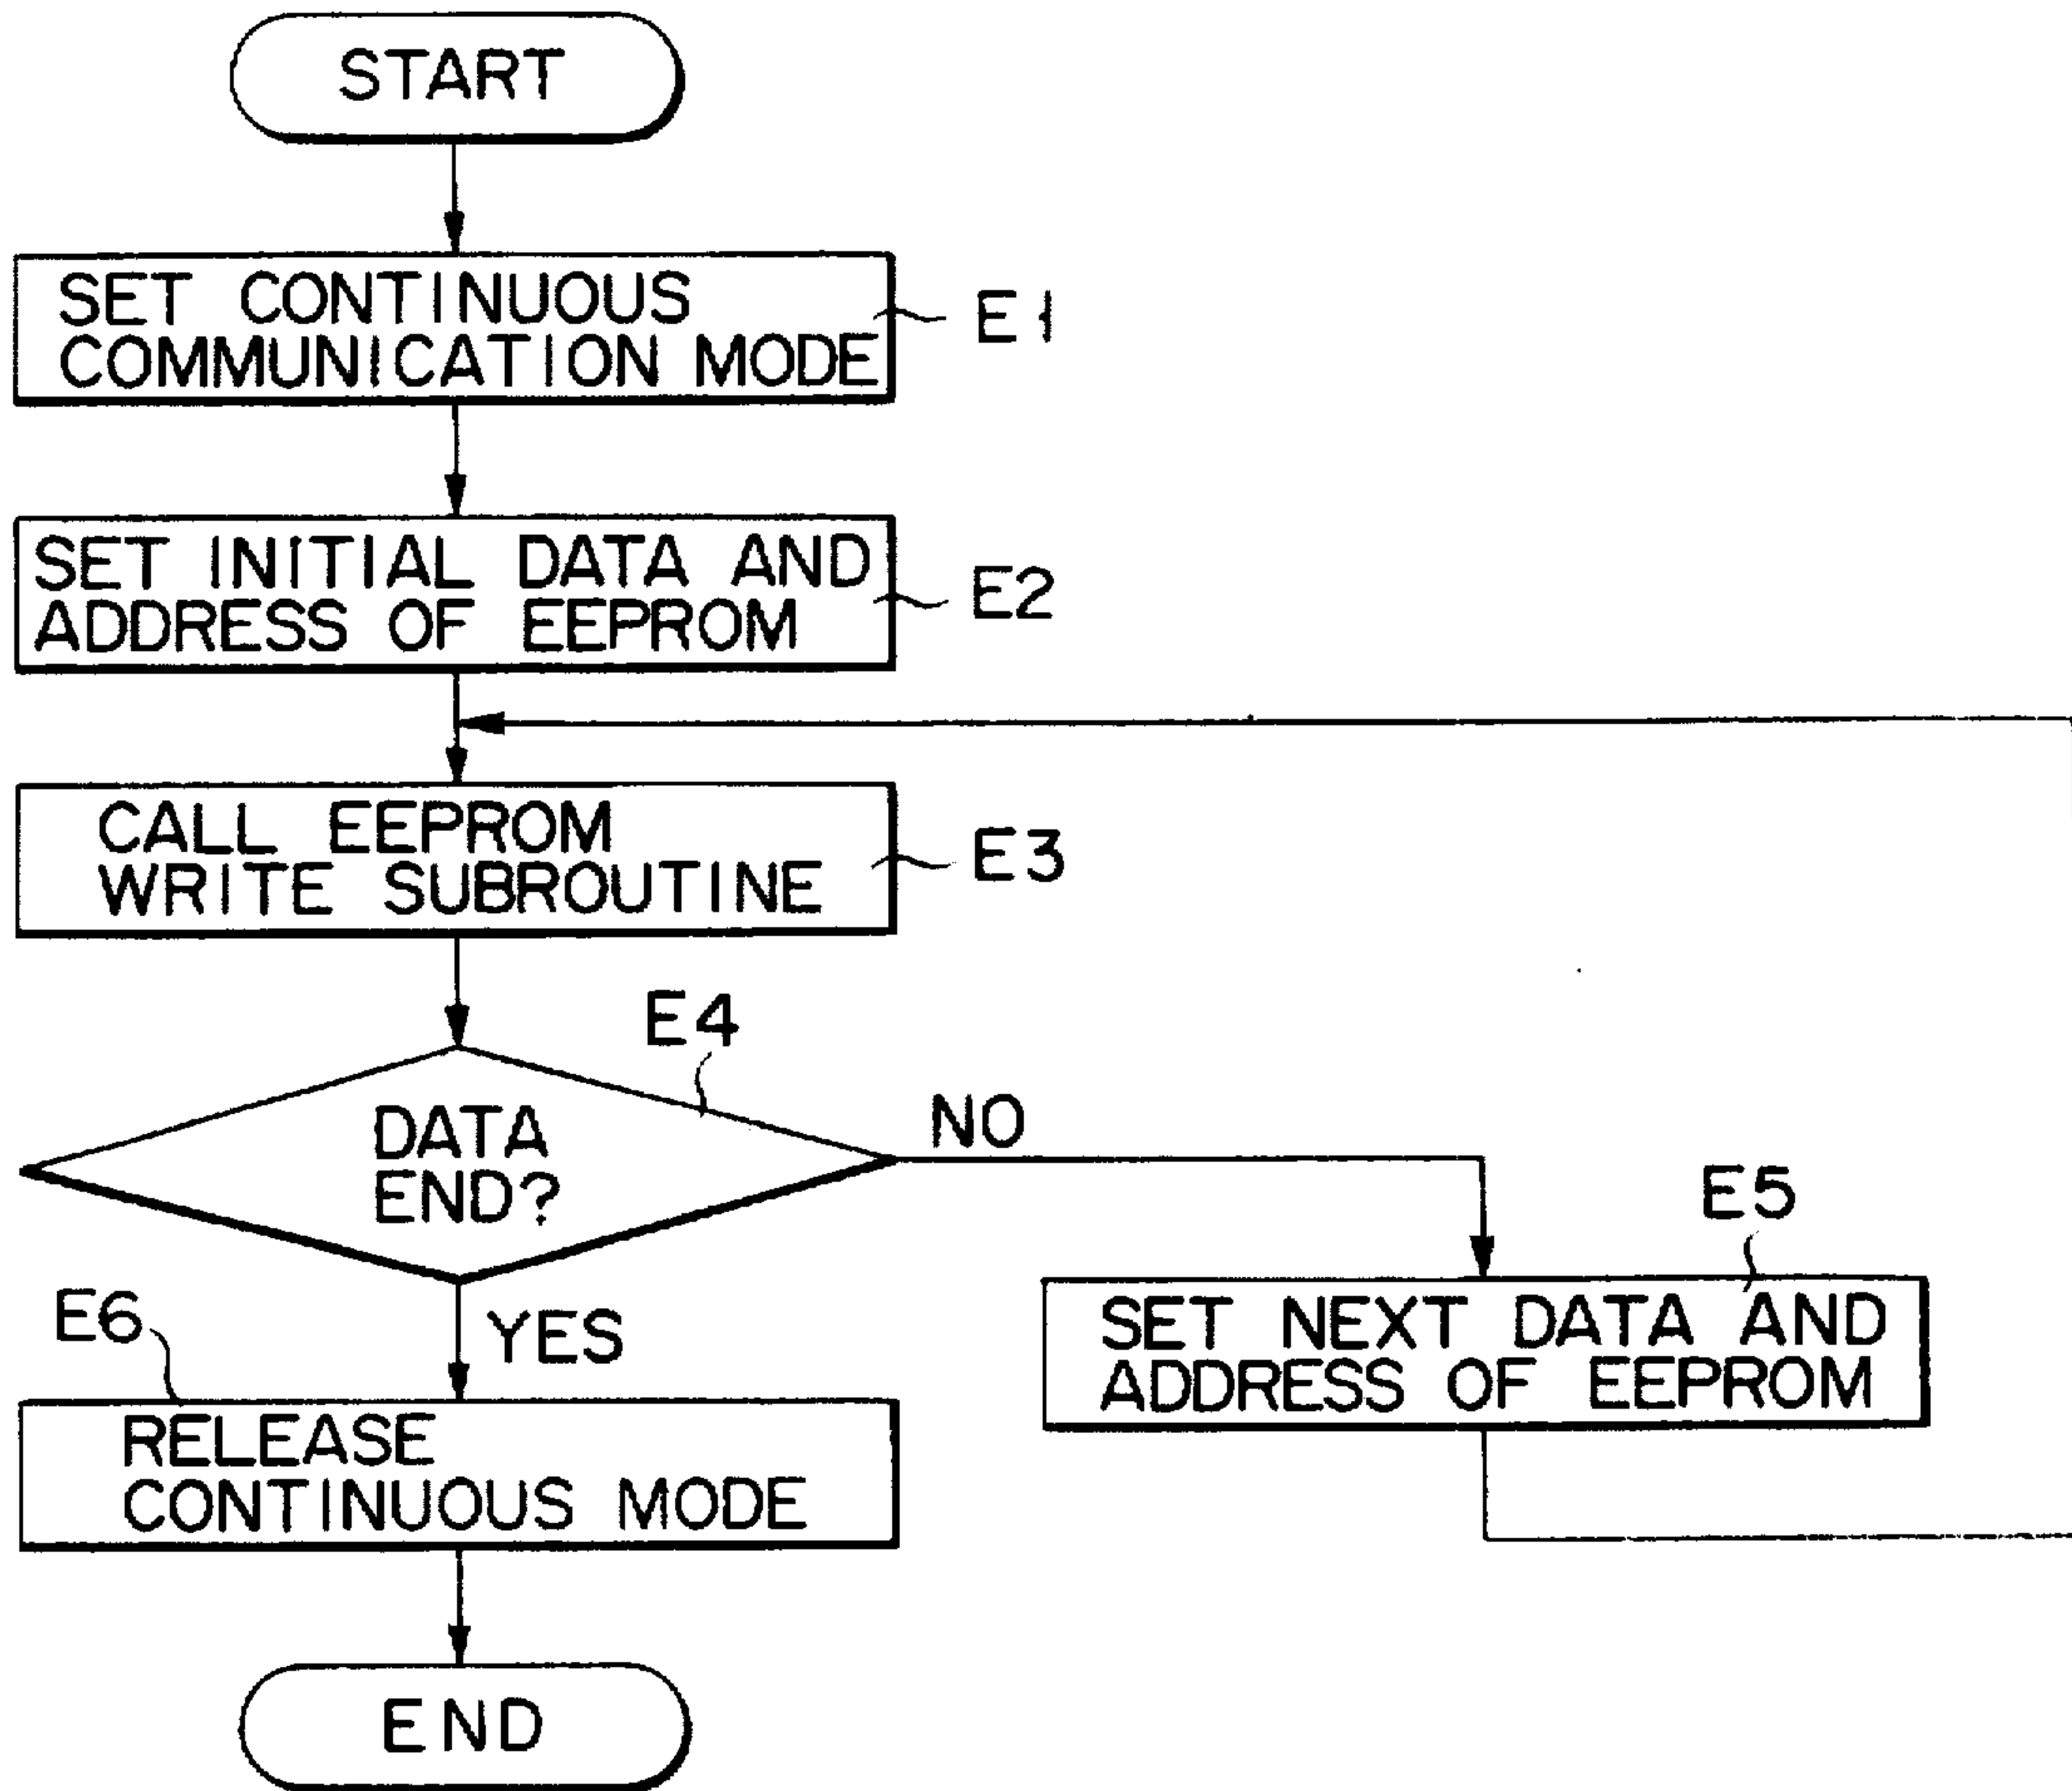 START
SET CONTINUOUS
COMMUNICATION MODE
E1
SET INITIAL DATA AND
ADDRESS OF EEPROM
E2
CALL EEPROM
WRITE SUBROUTINE
E3
E4
DATA
END?
NO
E5
SET NEXT DATA AND
ADDRESS OF EEPROM
YES
E6
RELEASE
CONTINUOUS MODE
END